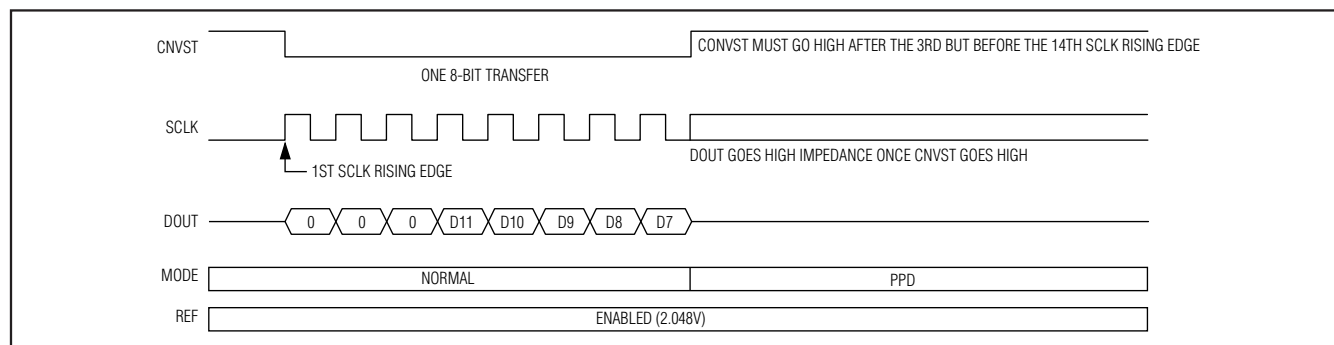 CNVST
CONVST MUST GO HIGH AFTER THE 3RD BUT BEFORE THE 14TH SCLK RISING EDGE
ONE 8-BIT TRANSFER
SCLK
DOUT GOES HIGH IMPEDANCE ONCE CNVST GOES HIGH
1ST SCLK RISING EDGE
DOUT 0 0 0 D11 D10 D9 D8 D7
MODE NORMAL PPD
REF ENABLED (2.048V)